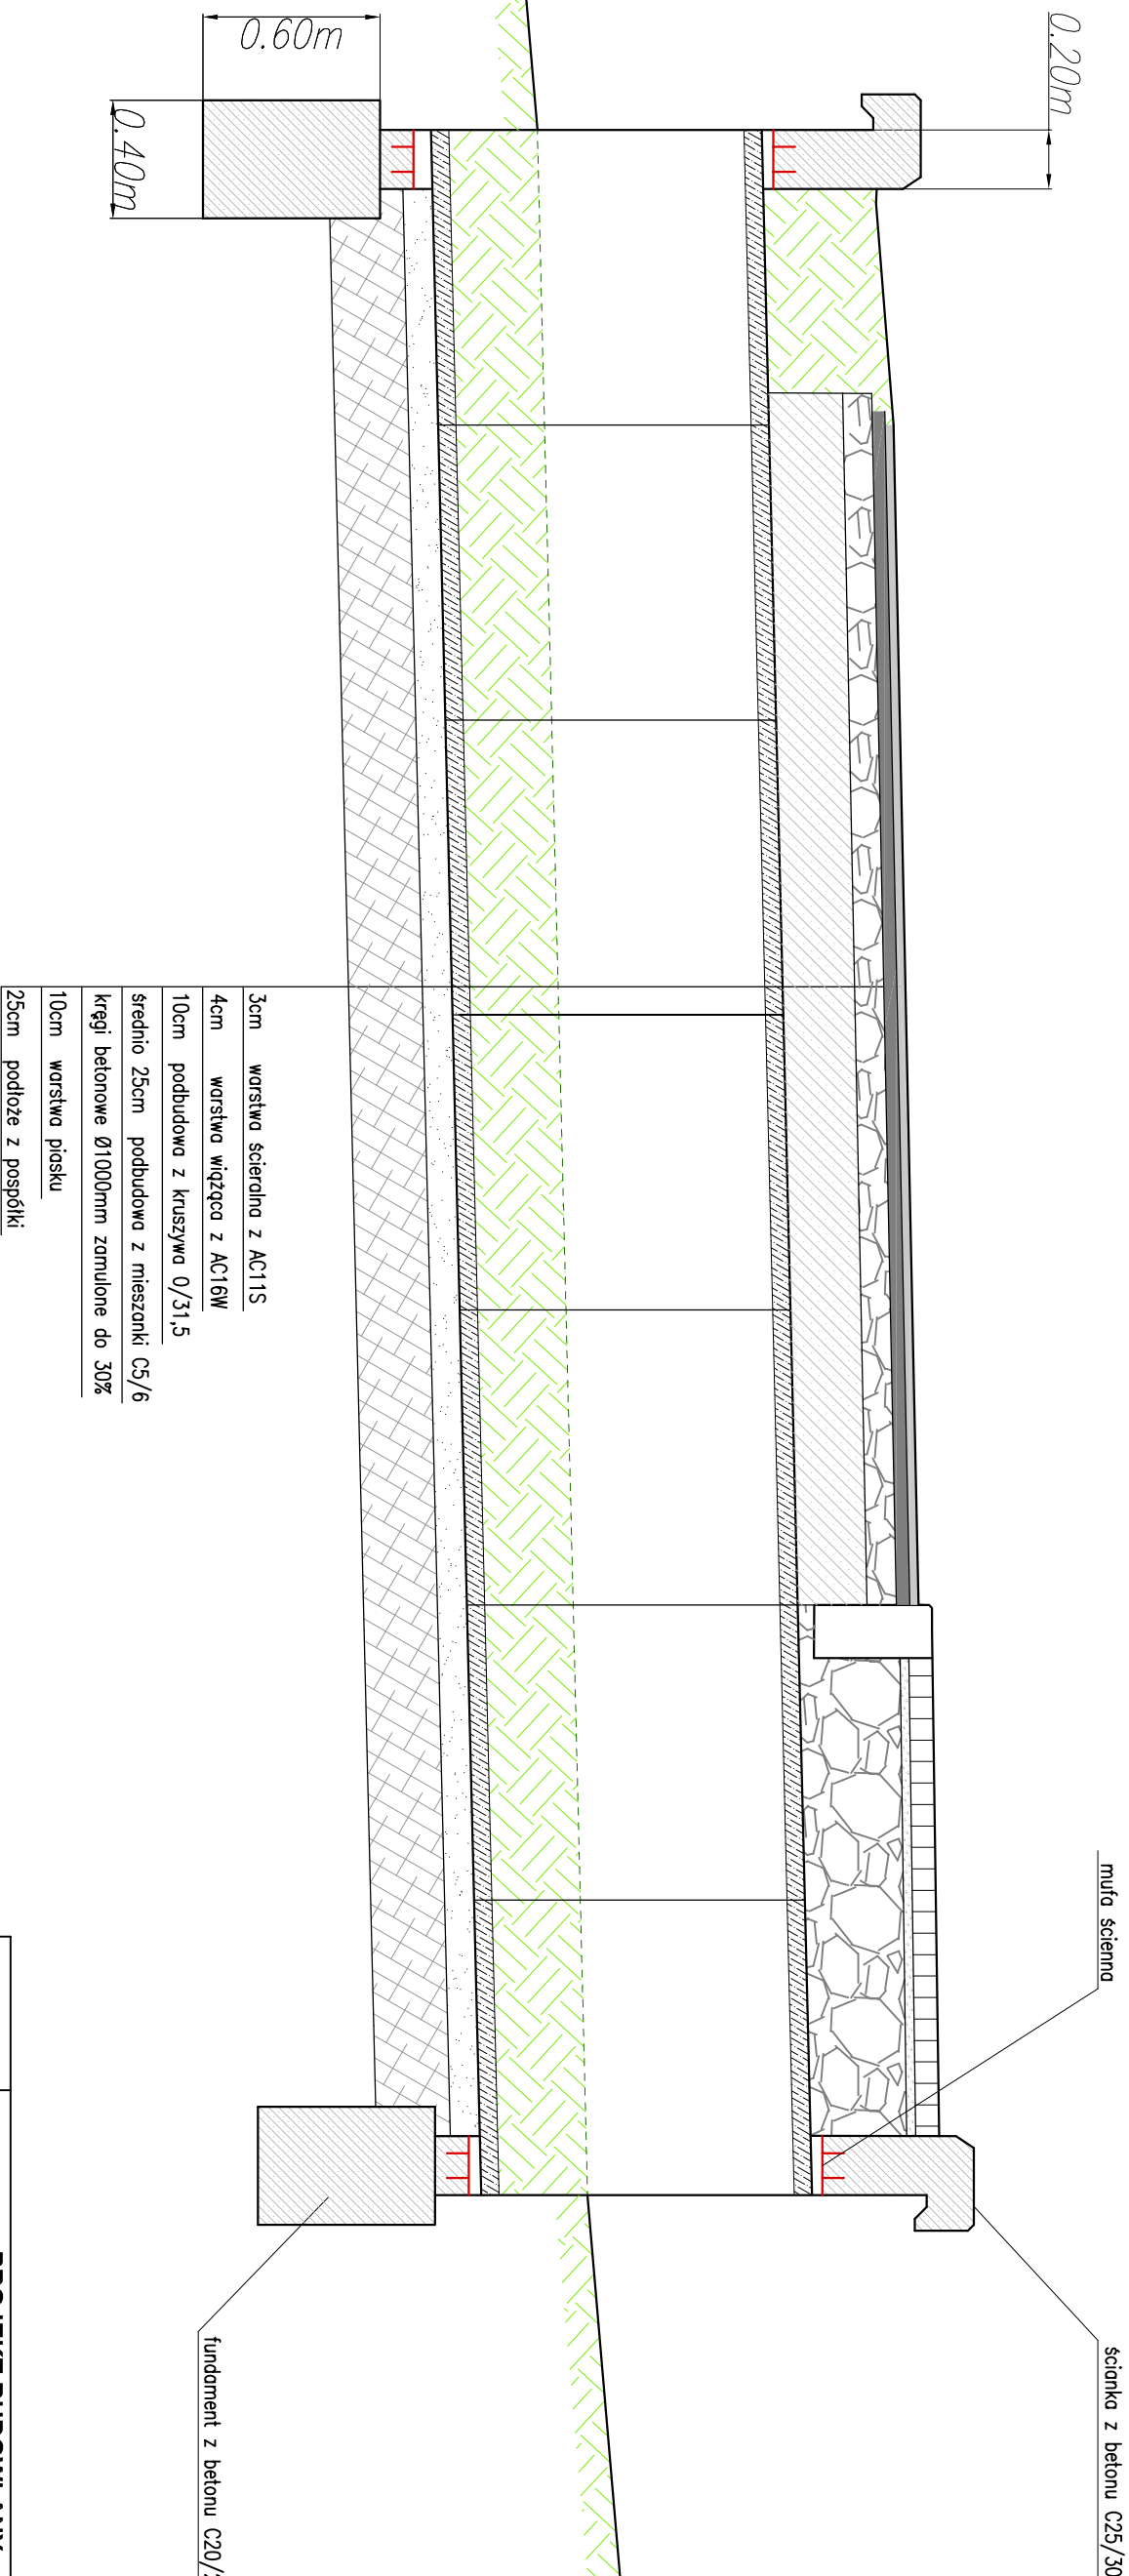 0.20m
0.60m
0.40m
mufa ścienna
ścianka z betonu C25/30
3cm warstwa ścieralna z AC11S
4cm warstwa wiążąca z AC16W
10cm podbudowa z kruszywa 0/31,5
średnio 25cm podbudowa z mieszanki C5/6
kręgi betonowe Ø1000mm zamulone do 30%
10cm warstwa piasku
25cm podłoże z pospółki
fundament z betonu